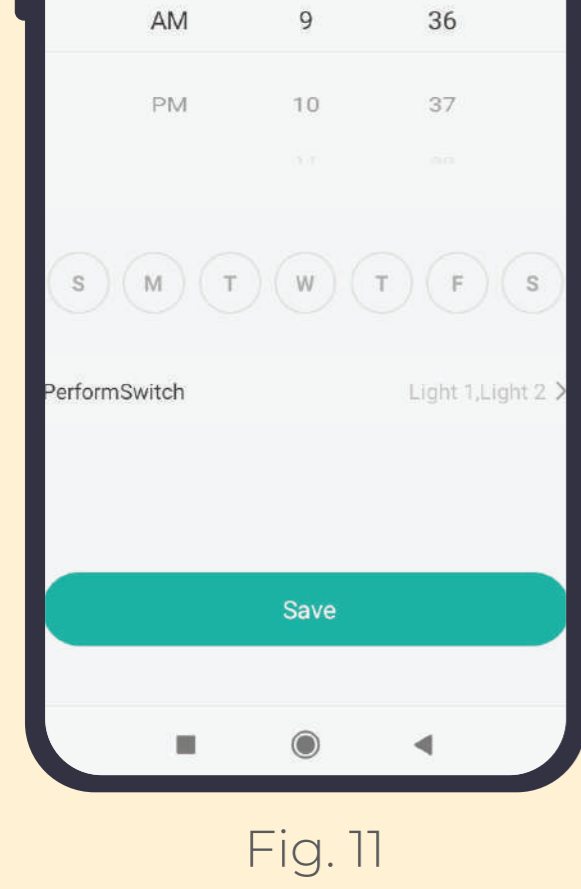 AM 9 36
PM 10 37
S M T W T F S
PerformSwitch Light 1,Light 2
Save
Fig. 11